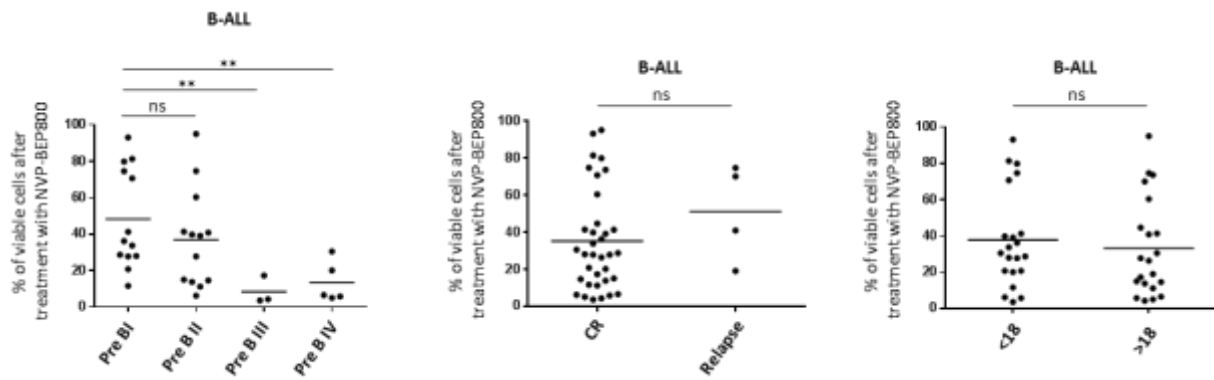 B-ALL
**
**
ns
% of viable cells after
treatment with NVP-BEP800
100
80
60
40
20
0
Pre BI
Pre B II
Pre B III
Pre B IV
B-ALL
ns
% of viable cells after
treatment with NVP-BEP800
100
80
60
40
20
0
CR
Relapse
B-ALL
ns
% of viable cells after
treatment with NVP-BEP800
100
80
60
40
20
0
<18
>18